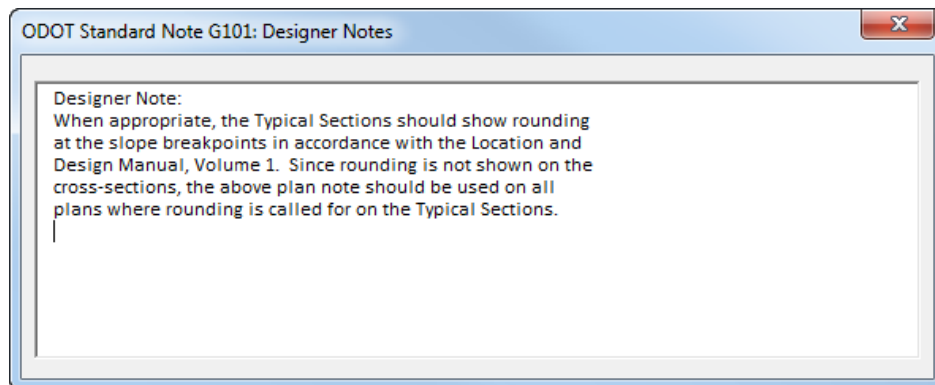 ODOT Standard Note G101: Designer Notes
Designer Note:
When appropriate, the Typical Sections should show rounding
at the slope breakpoints in accordance with the Location and
Design Manual, Volume 1.  Since rounding is not shown on the
cross-sections, the above plan note should be used on all
plans where rounding is called for on the Typical Sections.